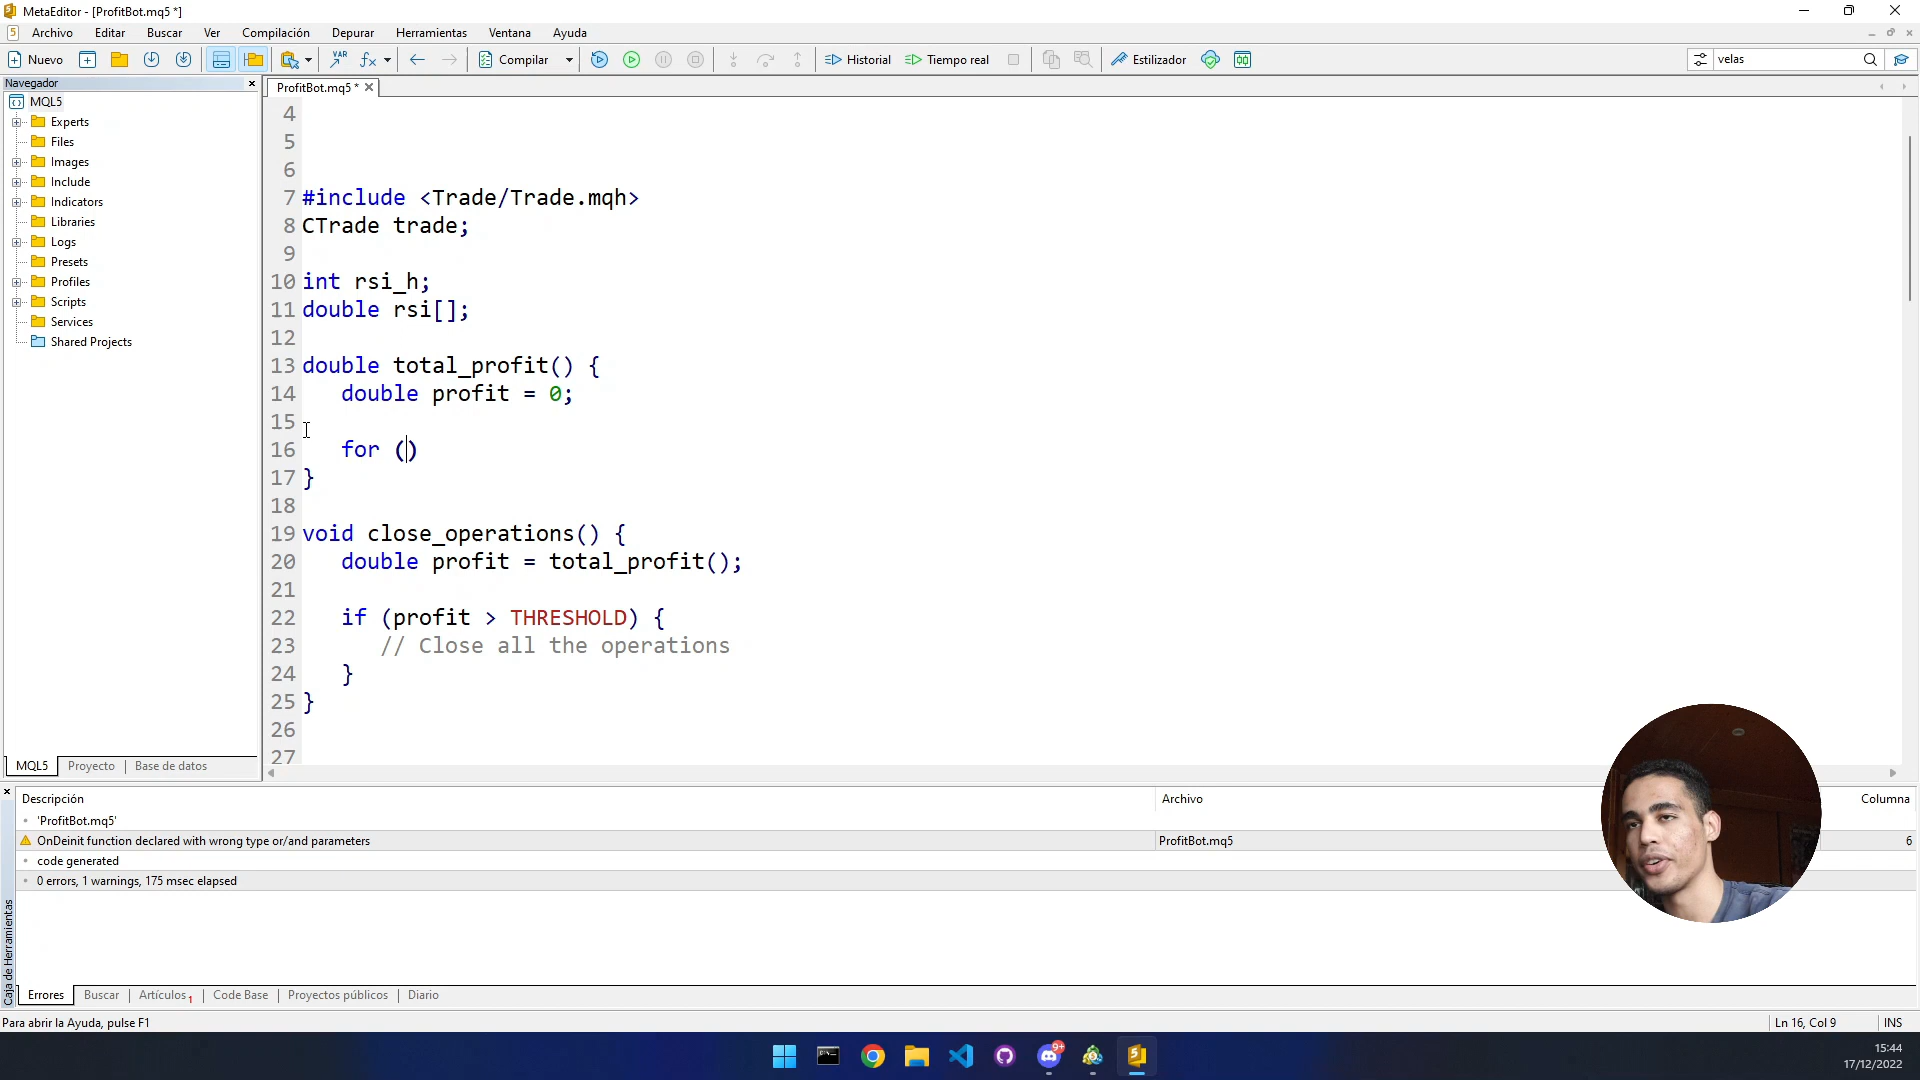 MetaEditor - [ProfitBot.mq5 *]
5 Archivo Editar Buscar Ver Compilación Depurar Herramientas Ventana Ayuda
Nuevo VAR fx Compilar Historial Tiempo real Estilizador velas
Navegador
MQL5
Experts
Files
Images
Include
Indicators
Libraries
Logs
Presets
Profiles
Scripts
Services
Shared Projects
MQL5 Proyecto Base de datos
ProfitBot.mq5 *
4
5
6
7 #include <Trade/Trade.mqh>
8 CTrade trade;
9
10 int rsi_h;
11 double rsi[];
12
13 double total_profit() {
14 double profit = 0;
15
16 for ()
17 }
18
19 void close_operations() {
20 double profit = total_profit();
21
22 if (profit > THRESHOLD) {
23 // Close all the operations
24 }
25 }
26
27
Caja de Herramientas
Descripción Archivo Columna
'ProfitBot.mq5'
OnDeinit function declared with wrong type or/and parameters ProfitBot.mq5 6
code generated
0 errors, 1 warnings, 175 msec elapsed
Errores Buscar Artículos 1 Code Base Proyectos públicos Diario
Para abrir la Ayuda, pulse F1 Ln 16, Col 9 INS
9+
15:44
17/12/2022